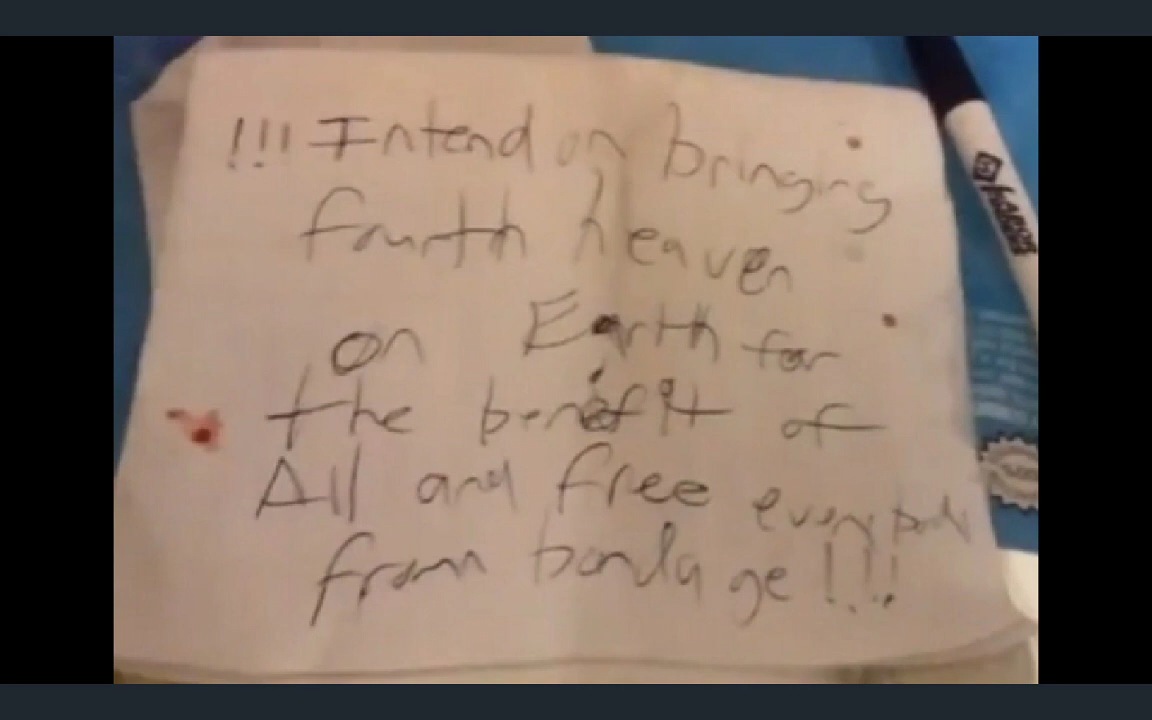 !!! Intend on bringing
fourth heaven
on Earth for
the benefit of
All and free everybody
from bondage!!!